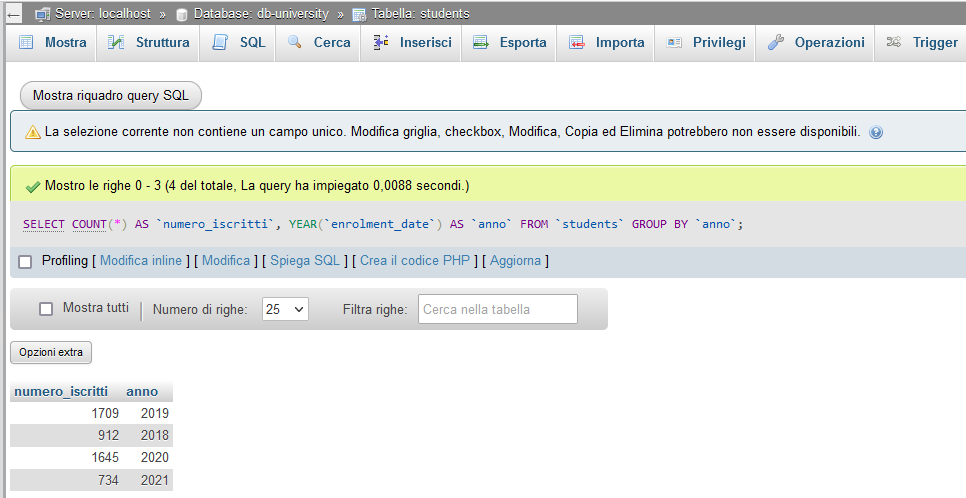 ← Server: localhost » Database: db-university » Tabella: students
Mostra Struttura SQL Cerca Inserisci Esporta Importa Privilegi Operazioni Trigger
Mostra riquadro query SQL
La selezione corrente non contiene un campo unico. Modifica griglia, checkbox, Modifica, Copia ed Elimina potrebbero non essere disponibili.
Mostro le righe 0 - 3 (4 del totale, La query ha impiegato 0,0088 secondi.)
SELECT COUNT(*) AS `numero_iscritti`, YEAR(`enrolment_date`) AS `anno` FROM `students` GROUP BY `anno`;
Profiling [ Modifica inline ] [ Modifica ] [ Spiega SQL ] [ Crea il codice PHP ] [ Aggiorna ]
Mostra tutti Numero di righe: 25 Filtra righe: Cerca nella tabella
Opzioni extra
numero_iscritti anno
1709 2019
912 2018
1645 2020
734 2021